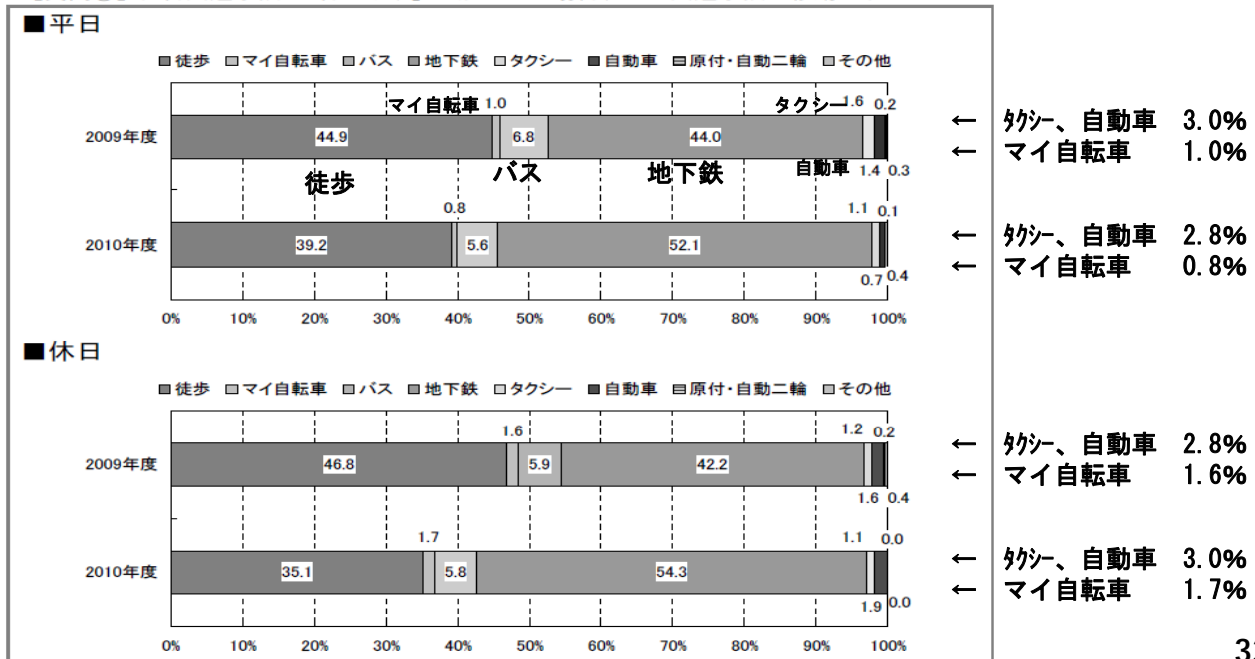 ■平日
■徒歩 □マイ自転車 □バス ■地下鉄 □タクシー ■自動車 ▤原付・自動二輪 □その他
マイ自転車 1.0 タクシー 1.6 0.2
2009年度 44.9 6.8 44.0
徒歩 バス 地下鉄 自動車 1.4 0.3
← ﾀｸｼｰ、自動車 3.0%
← マイ自転車 1.0%
0.8 1.1 0.1
2010年度 39.2 5.6 52.1
0.7 0.4
← ﾀｸｼｰ、自動車 2.8%
← マイ自転車 0.8%
0% 10% 20% 30% 40% 50% 60% 70% 80% 90% 100%
■休日
■徒歩 □マイ自転車 □バス ■地下鉄 □タクシー ■自動車 ▤原付・自動二輪 □その他
1.6 1.2 0.2
2009年度 46.8 5.9 42.2
1.6 0.4
← ﾀｸｼｰ、自動車 2.8%
← マイ自転車 1.6%
1.7 1.1 0.0
2010年度 35.1 5.8 54.3
1.9 0.0
← ﾀｸｼｰ、自動車 3.0%
← マイ自転車 1.7%
0% 10% 20% 30% 40% 50% 60% 70% 80% 90% 100%